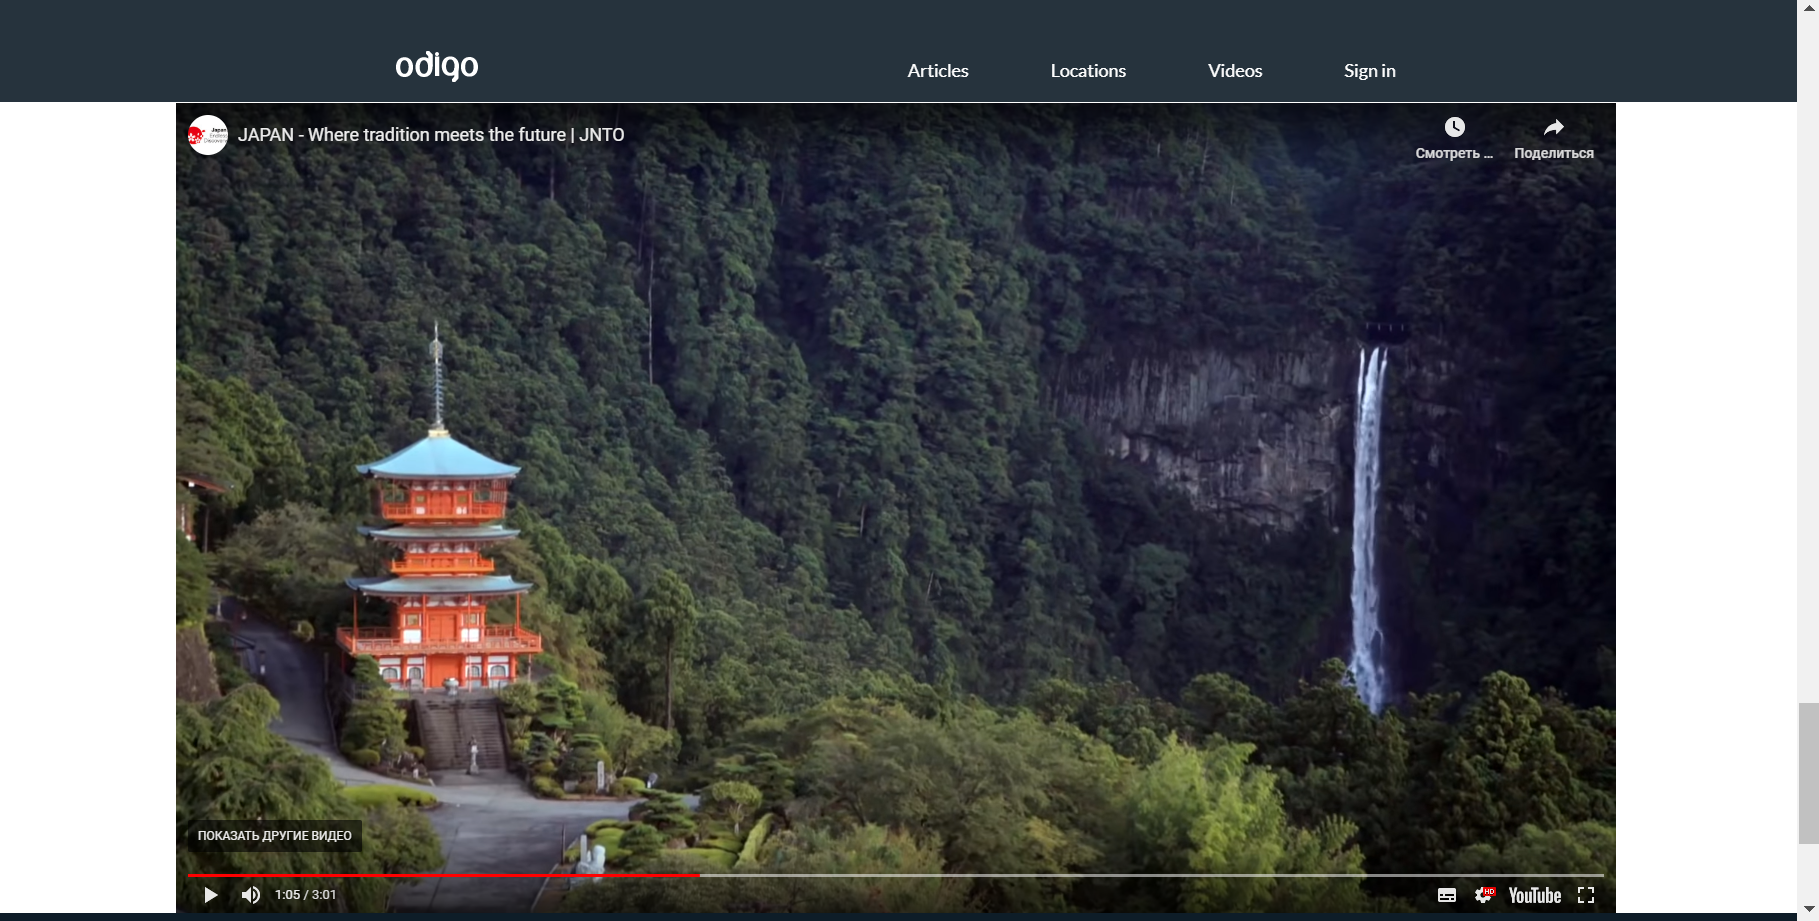 odigo
Articles
Locations
Videos
Sign in
JAPAN - Where tradition meets the future | JNTO
Japan
Смотреть ...
Поделиться
ПОКАЗАТЬ ДРУГИЕ ВИДЕО
1:05 / 3:01
HD
YouTube